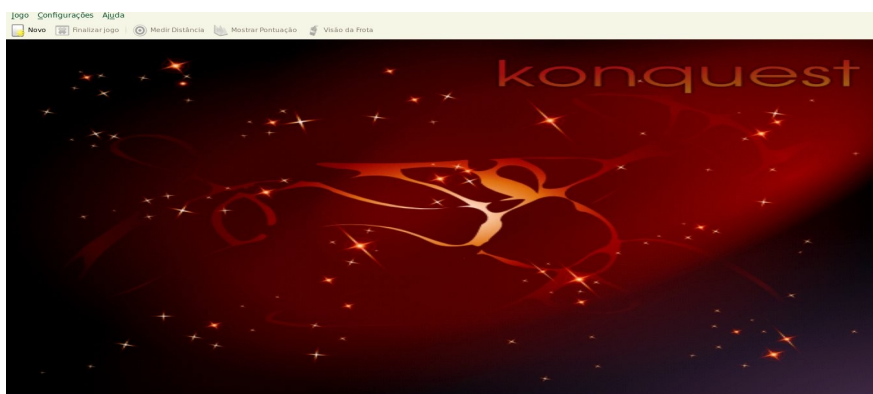 Jogo Configurações Ajuda
Novo Finalizar jogo Medir Distância Mostrar Pontuação Visão da Frota
konquest